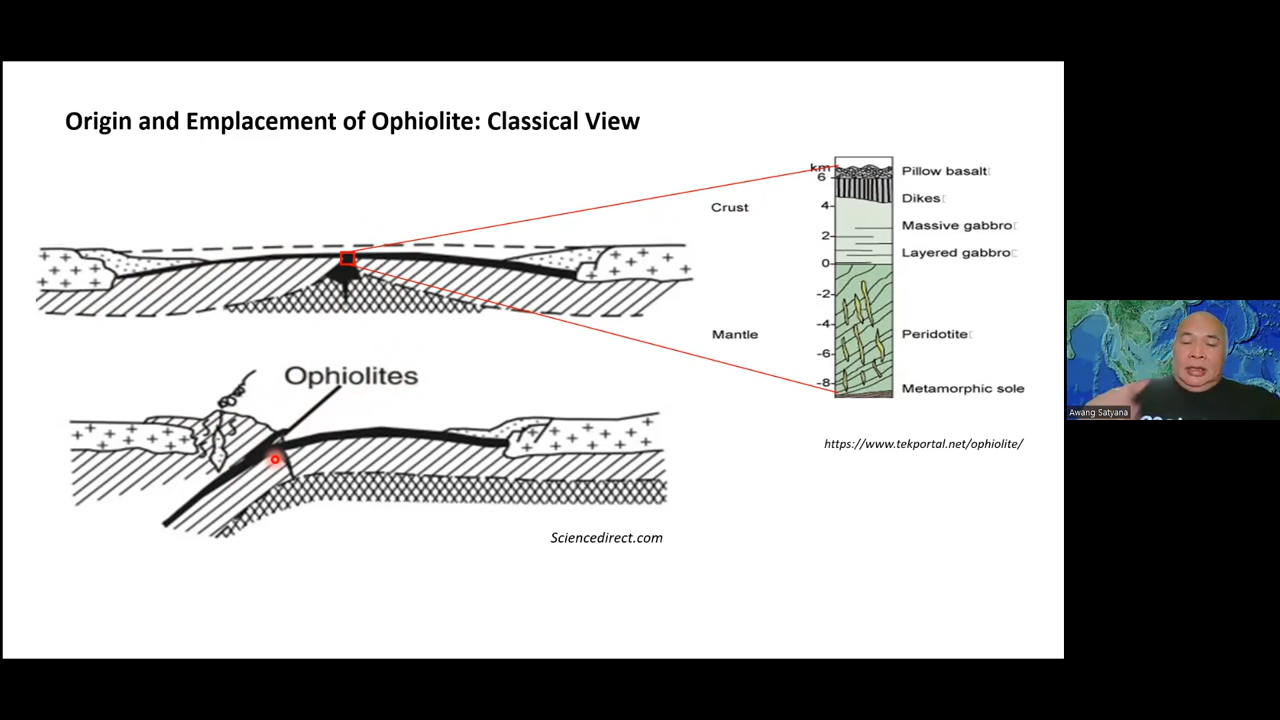 Origin and Emplacement of Ophiolite: Classical View
km
6
4
2
0
-2
-4
-6
-8
Crust
Mantle
Pillow basalt
Dikes
Massive gabbro
Layered gabbro
Peridotite
Metamorphic sole
https://www.tekportal.net/ophiolite/
Ophiolites
Sciencedirect.com
Awang Satyana